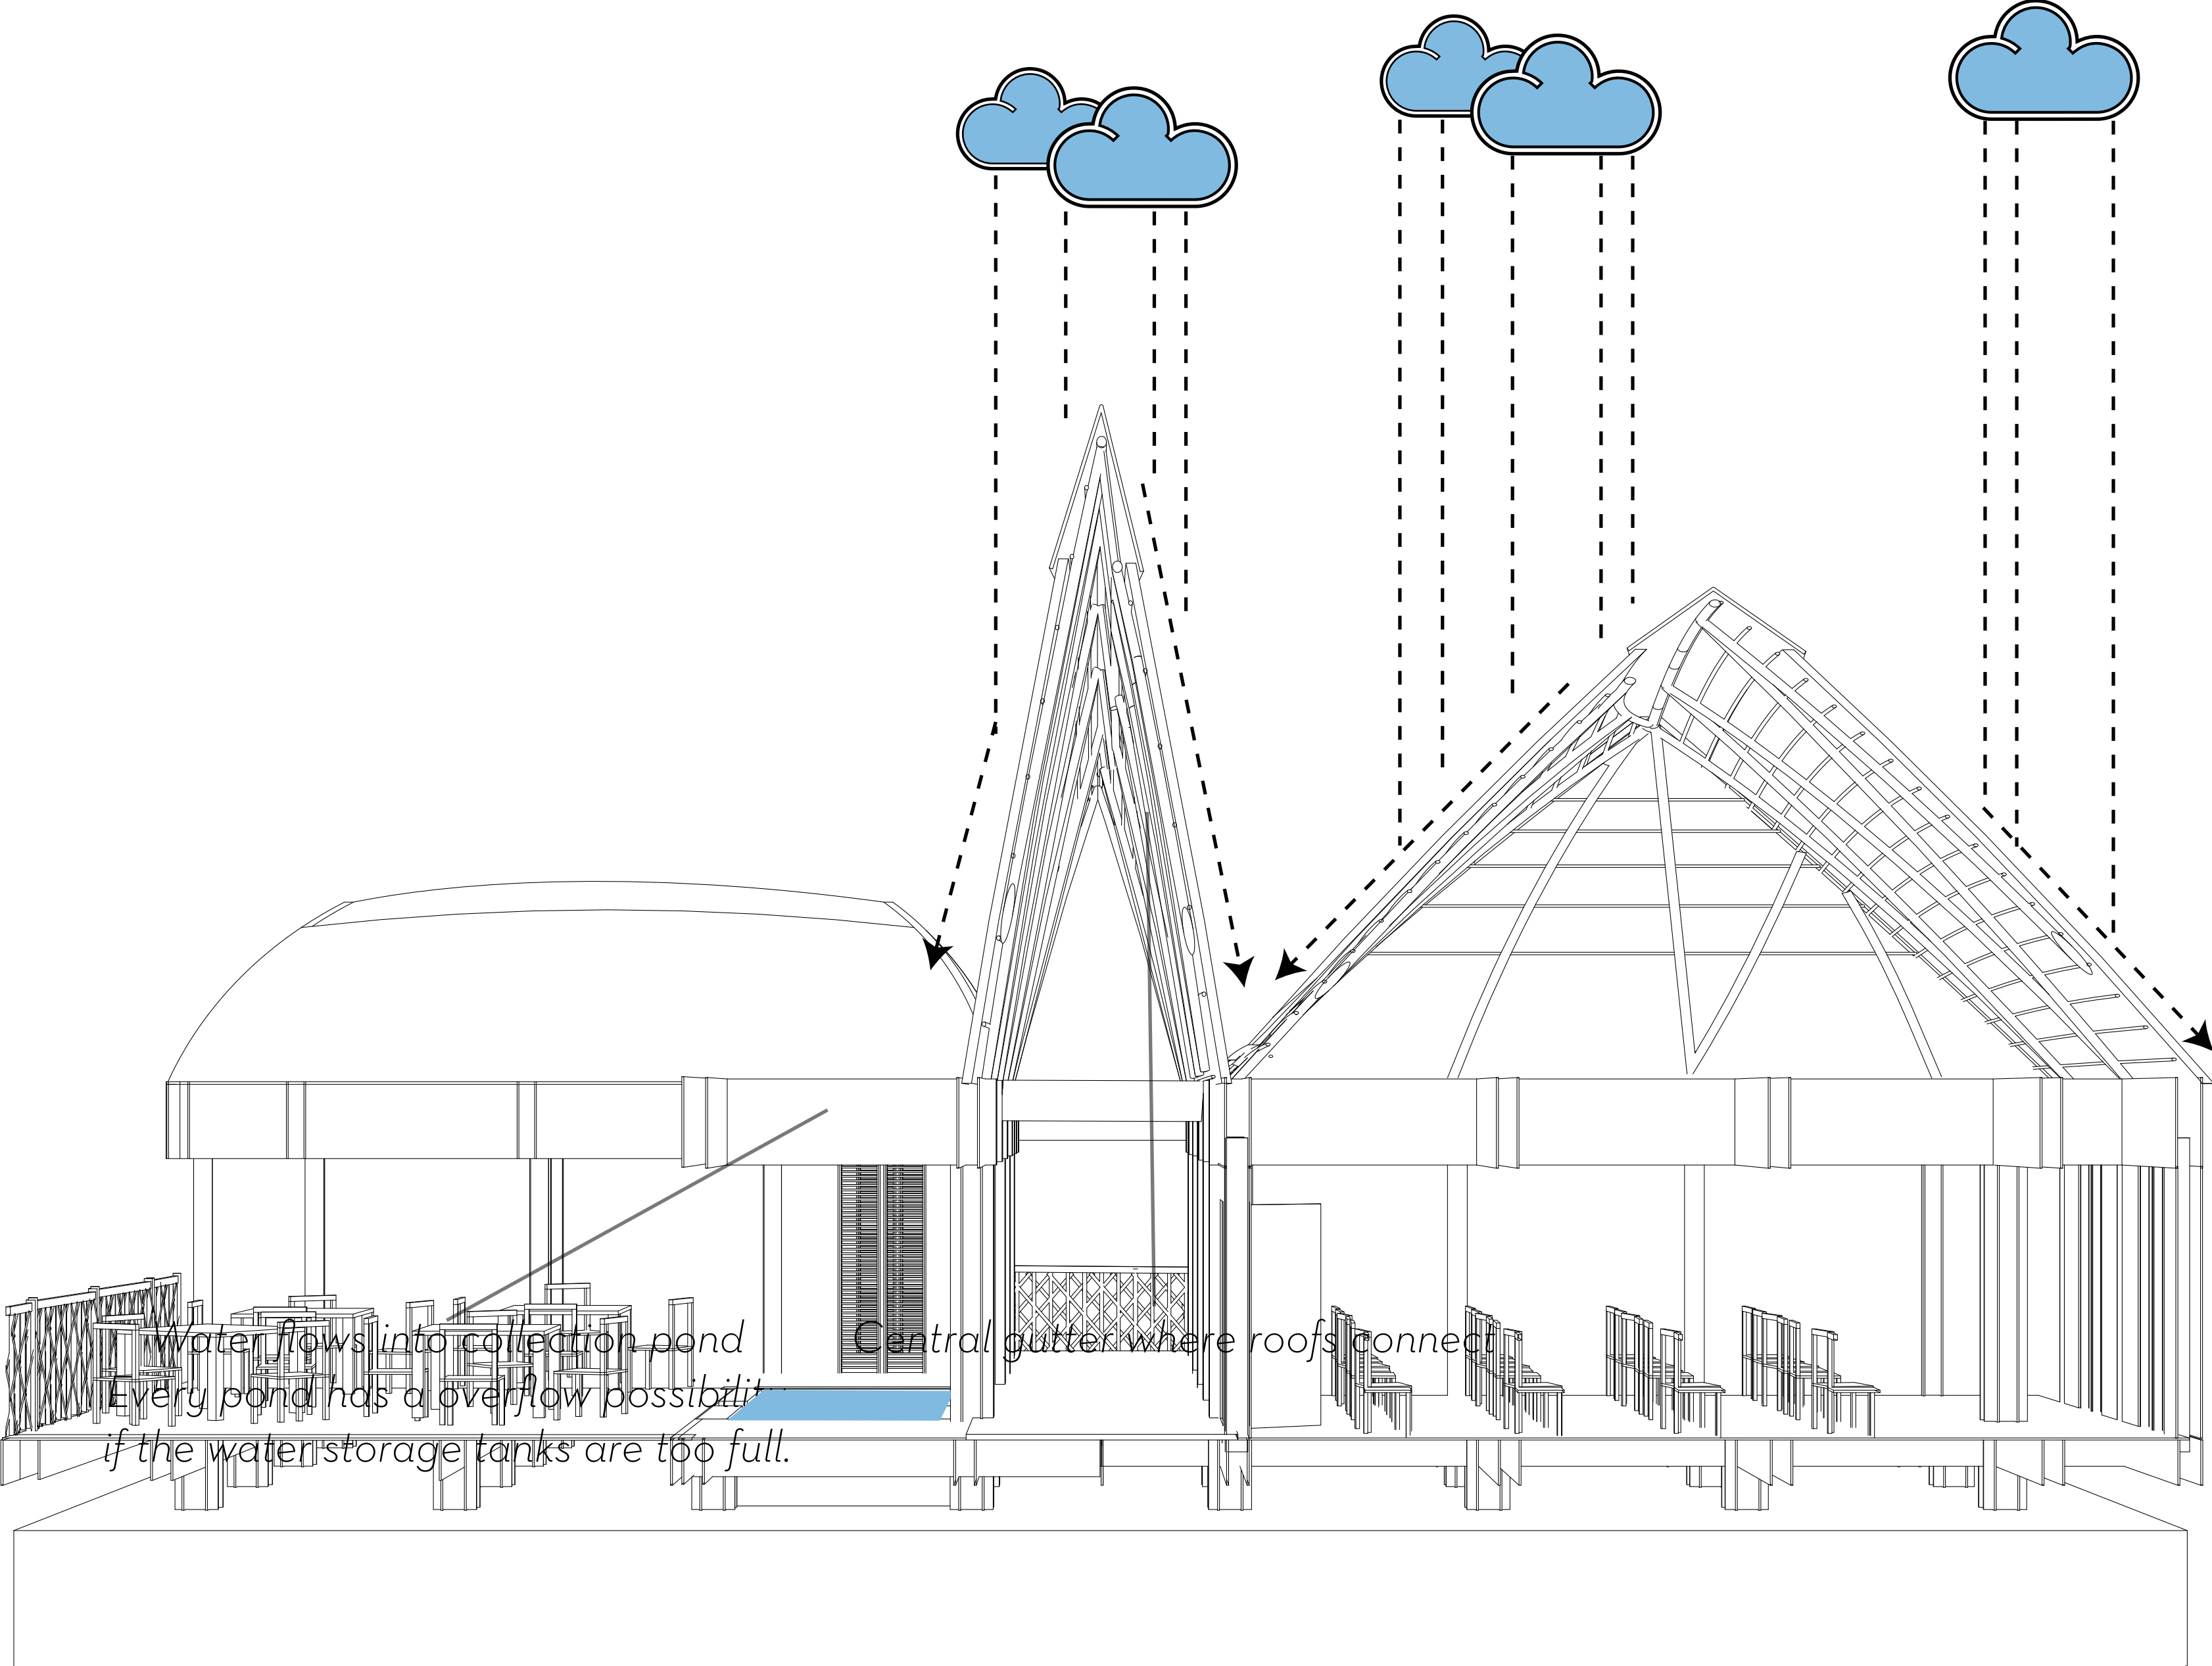 Water flows into collection pond
Central gutter where roofs connect
Every pond has a overflow possibilit
if the water storage tanks are too full.